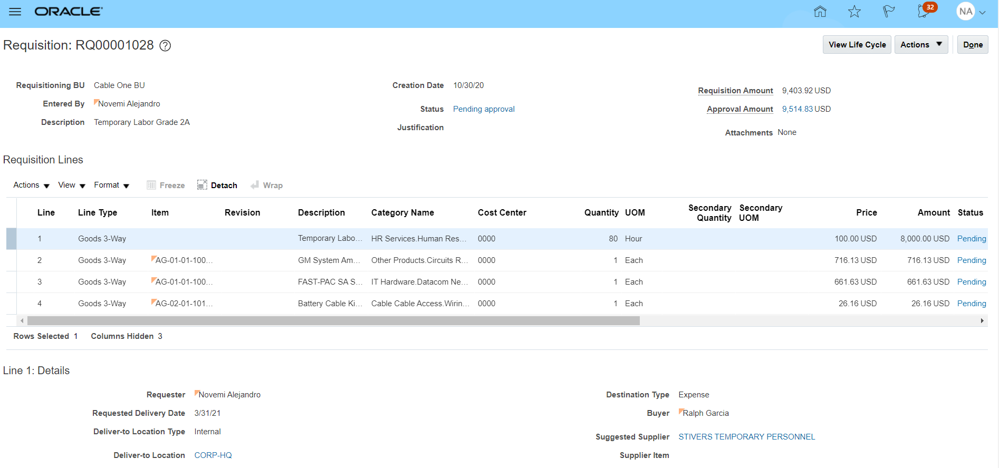 ORACLE
32
NA
Requisition: RQ00001028
View Life Cycle Actions Done
Requisitioning BU Cable One BU Creation Date 10/30/20 Requisition Amount 9,403.92 USD
Entered By Novemi Alejandro Status Pending approval Approval Amount 9,514.83 USD
Description Temporary Labor Grade 2A Justification Attachments None
Requisition Lines
Actions View Format Freeze Detach Wrap
Line Line Type Item Revision Description Category Name Cost Center Quantity UOM Secondary Quantity Secondary UOM Price Amount Status
1 Goods 3-Way Temporary Labo... HR Services.Human Res... 0000 80 Hour 100.00 USD 8,000.00 USD Pending
2 Goods 3-Way AG-01-01-100... GM System Am... Other Products.Circuits R... 0000 1 Each 716.13 USD 716.13 USD Pending
3 Goods 3-Way AG-01-01-100... FAST-PAC SA S... IT Hardware.Datacom Ne... 0000 1 Each 661.63 USD 661.63 USD Pending
4 Goods 3-Way AG-02-01-101... Battery Cable Ki... Cable Cable Access.Wirin... 0000 1 Each 26.16 USD 26.16 USD Pending
Rows Selected 1 Columns Hidden 3
Line 1: Details
Requester Novemi Alejandro Destination Type Expense
Requested Delivery Date 3/31/21 Buyer Ralph Garcia
Deliver-to Location Type Internal Suggested Supplier STIVERS TEMPORARY PERSONNEL
Deliver-to Location CORP-HQ Supplier Item